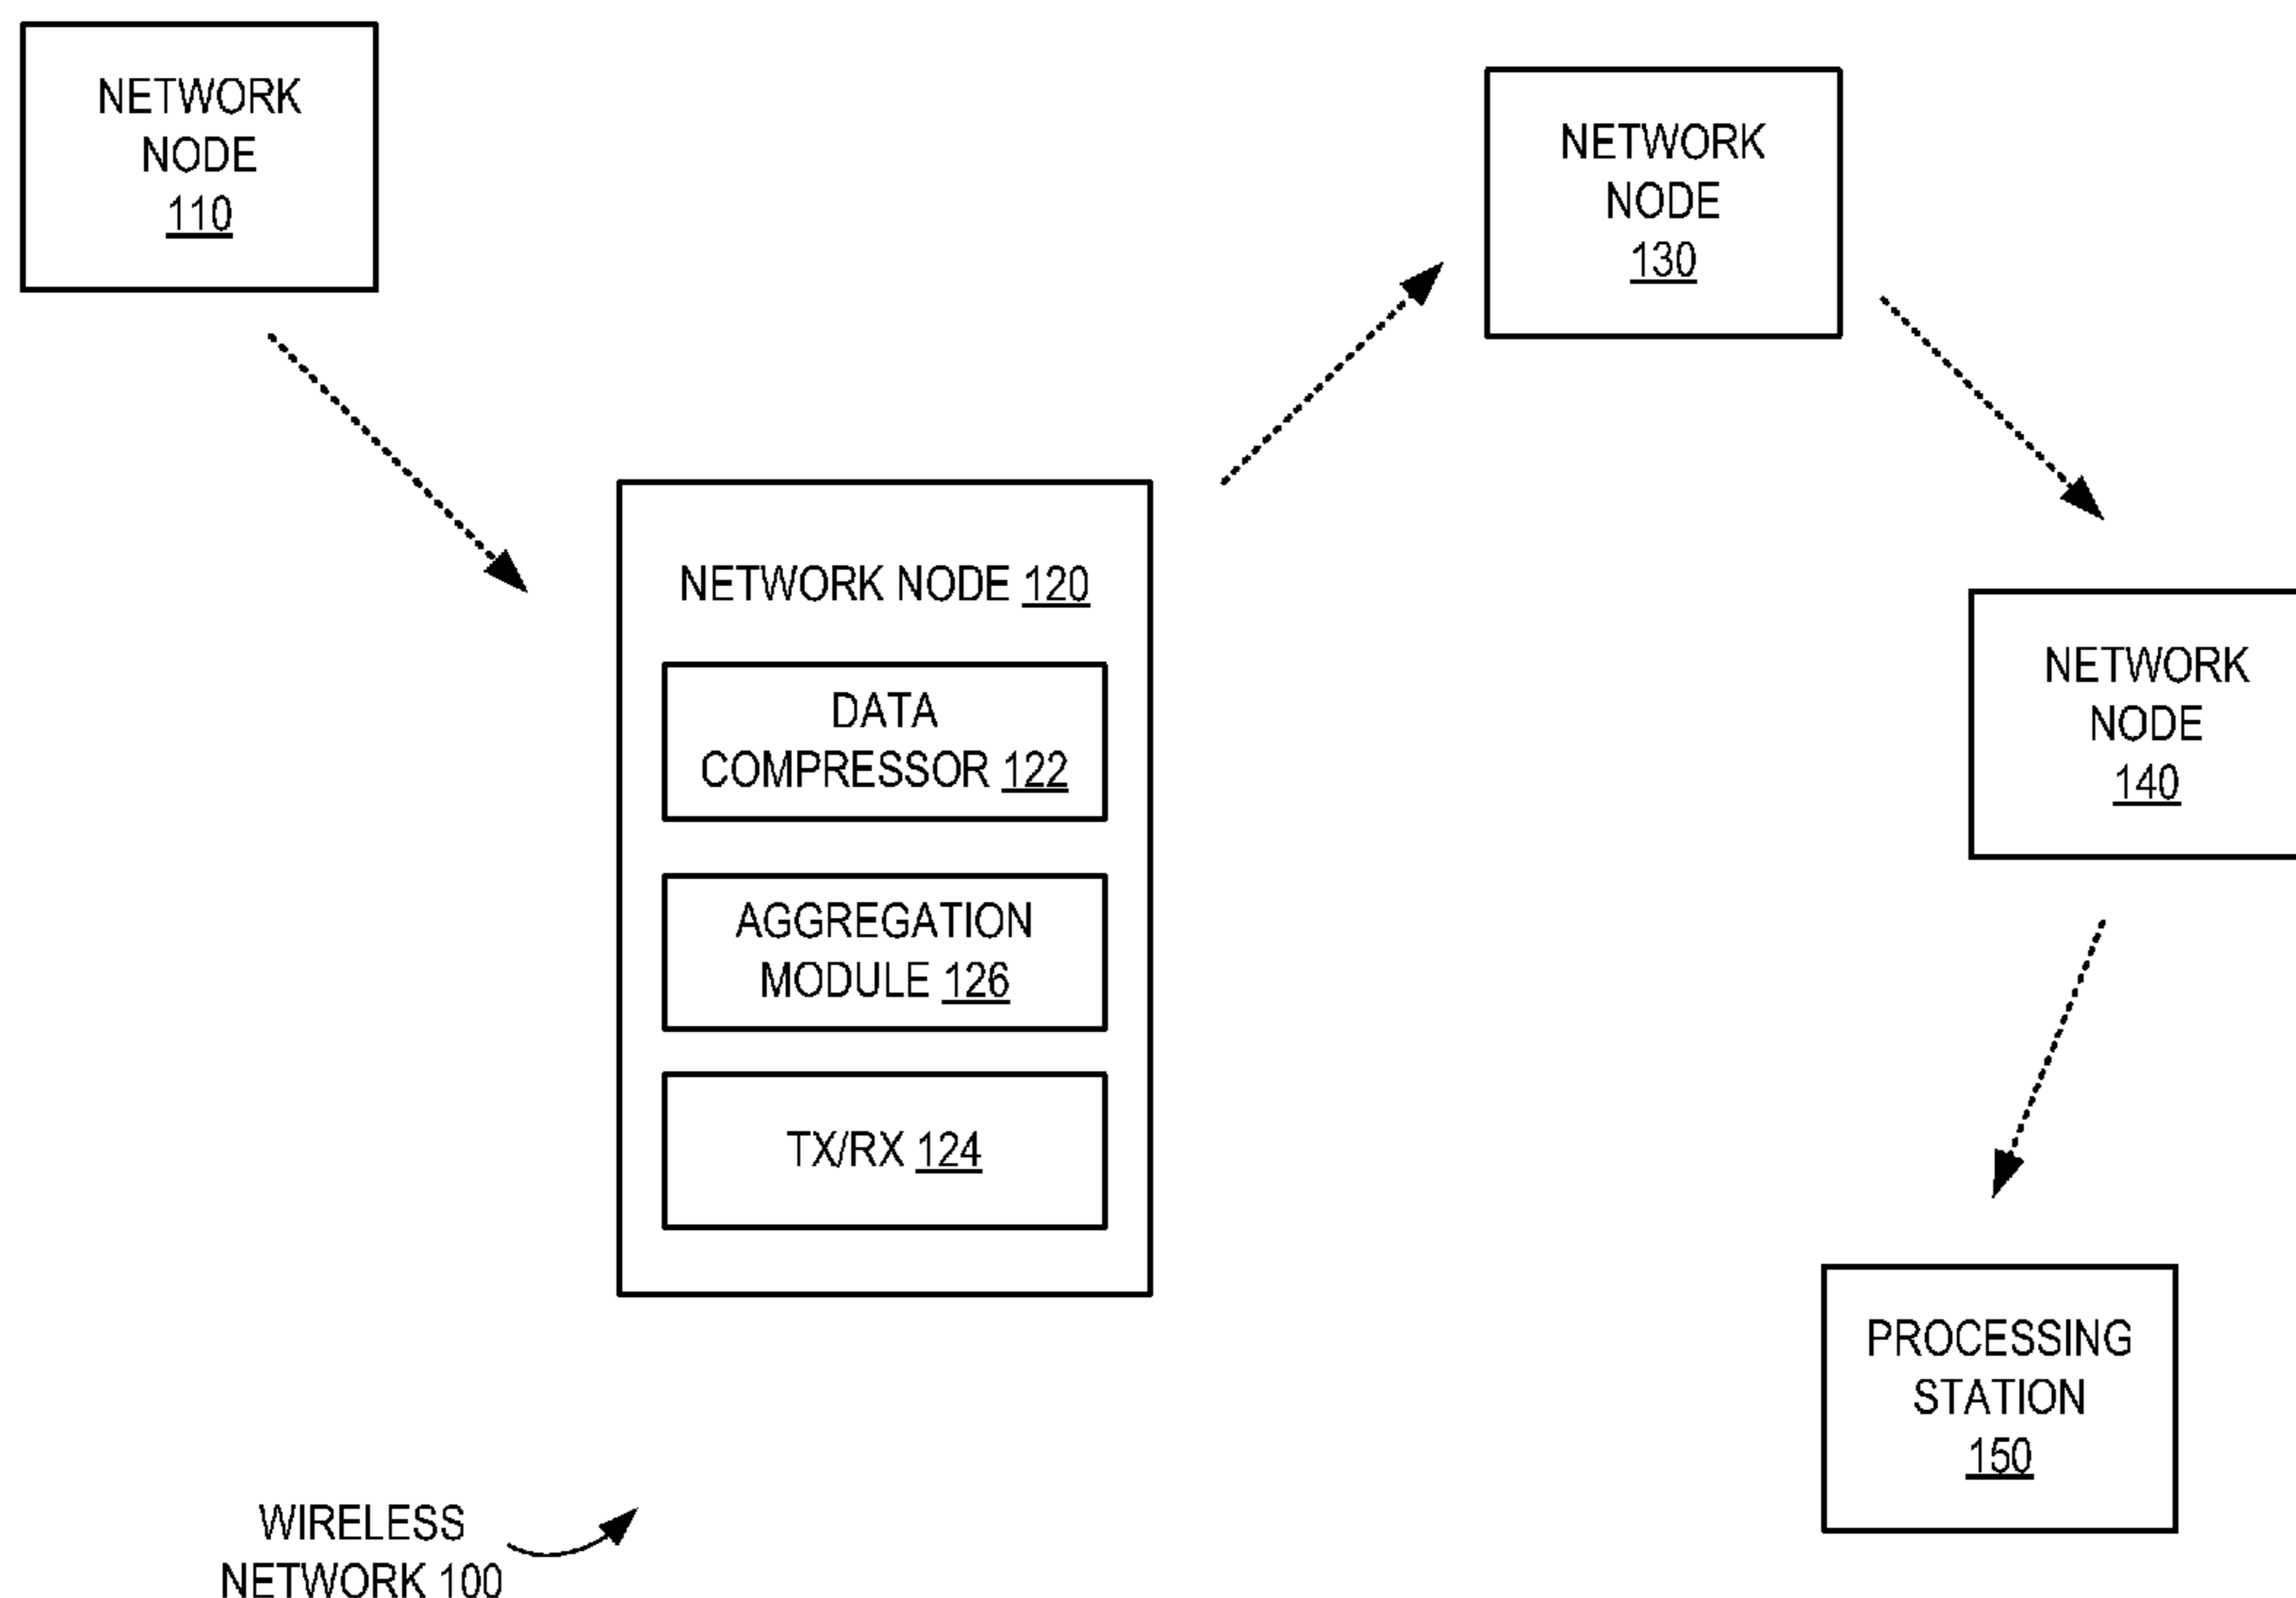 NETWORK
NODE
110
NETWORK
NODE
130
NETWORK NODE 120
DATA
COMPRESSOR 122
AGGREGATION
MODULE 126
TX/RX 124
NETWORK
NODE
140
PROCESSING
STATION
150
WIRELESS
NETWORK 100